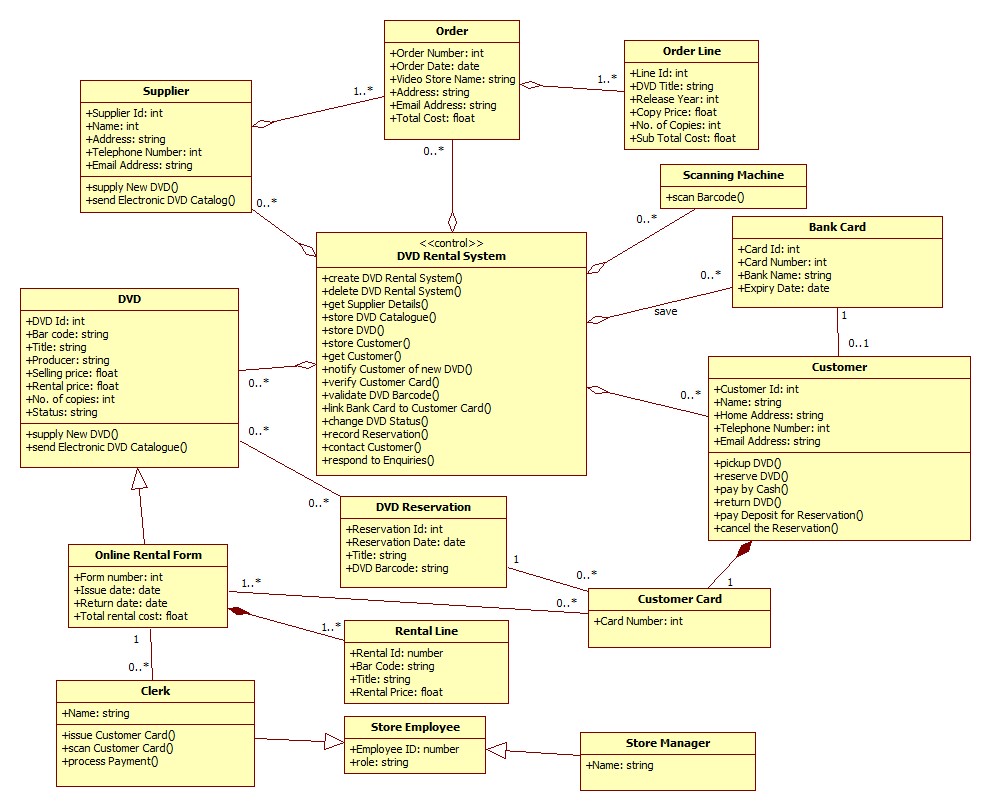 Order
+Order Number: int
+Order Date: date
+Video Store Name: string
+Address: string
+Email Address: string
+Total Cost: float
Order Line
+Line Id: int
+DVD Title: string
+Release Year: int
+Copy Price: float
+No. of Copies: int
+Sub Total Cost: float
1..*
1..*
Supplier
+Supplier Id: int
+Name: int
+Address: string
+Telephone Number: int
+Email Address: string
+supply New DVD()
+send Electronic DVD Catalog()
0..*
0..*
Scanning Machine
+scan Barcode()
0..*
Bank Card
+Card Id: int
+Card Number: int
+Bank Name: string
+Expiry Date: date
0..*
save
1
0..1
<<control>>
DVD Rental System
+create DVD Rental System()
+delete DVD Rental System()
+get Supplier Details()
+store DVD Catalogue()
+store DVD()
+store Customer()
+get Customer()
+notify Customer of new DVD()
+verify Customer Card()
+validate DVD Barcode()
+link Bank Card to Customer Card()
+change DVD Status()
+record Reservation()
+contact Customer()
+respond to Enquiries()
DVD
+DVD Id: int
+Bar code: string
+Title: string
+Producer: string
+Selling price: float
+Rental price: float
+No. of copies: int
+Status: string
+supply New DVD()
+send Electronic DVD Catalogue()
0..*
0..*
0..*
0..*
Customer
+Customer Id: int
+Name: string
+Home Address: string
+Telephone Number: int
+Email Address: string
+pickup DVD()
+reserve DVD()
+pay by Cash()
+return DVD()
+pay Deposit for Reservation()
+cancel the Reservation()
DVD Reservation
+Reservation Id: int
+Reservation Date: date
+Title: string
+DVD Barcode: string
1
0..*
1
Online Rental Form
+Form number: int
+Issue date: date
+Return date: date
+Total rental cost: float
1..*
0..*
Customer Card
+Card Number: int
1..*
Rental Line
+Rental Id: number
+Bar Code: string
+Title: string
+Rental Price: float
1
0..*
Clerk
+Name: string
+issue Customer Card()
+scan Customer Card()
+process Payment()
Store Employee
+Employee ID: number
+role: string
Store Manager
+Name: string